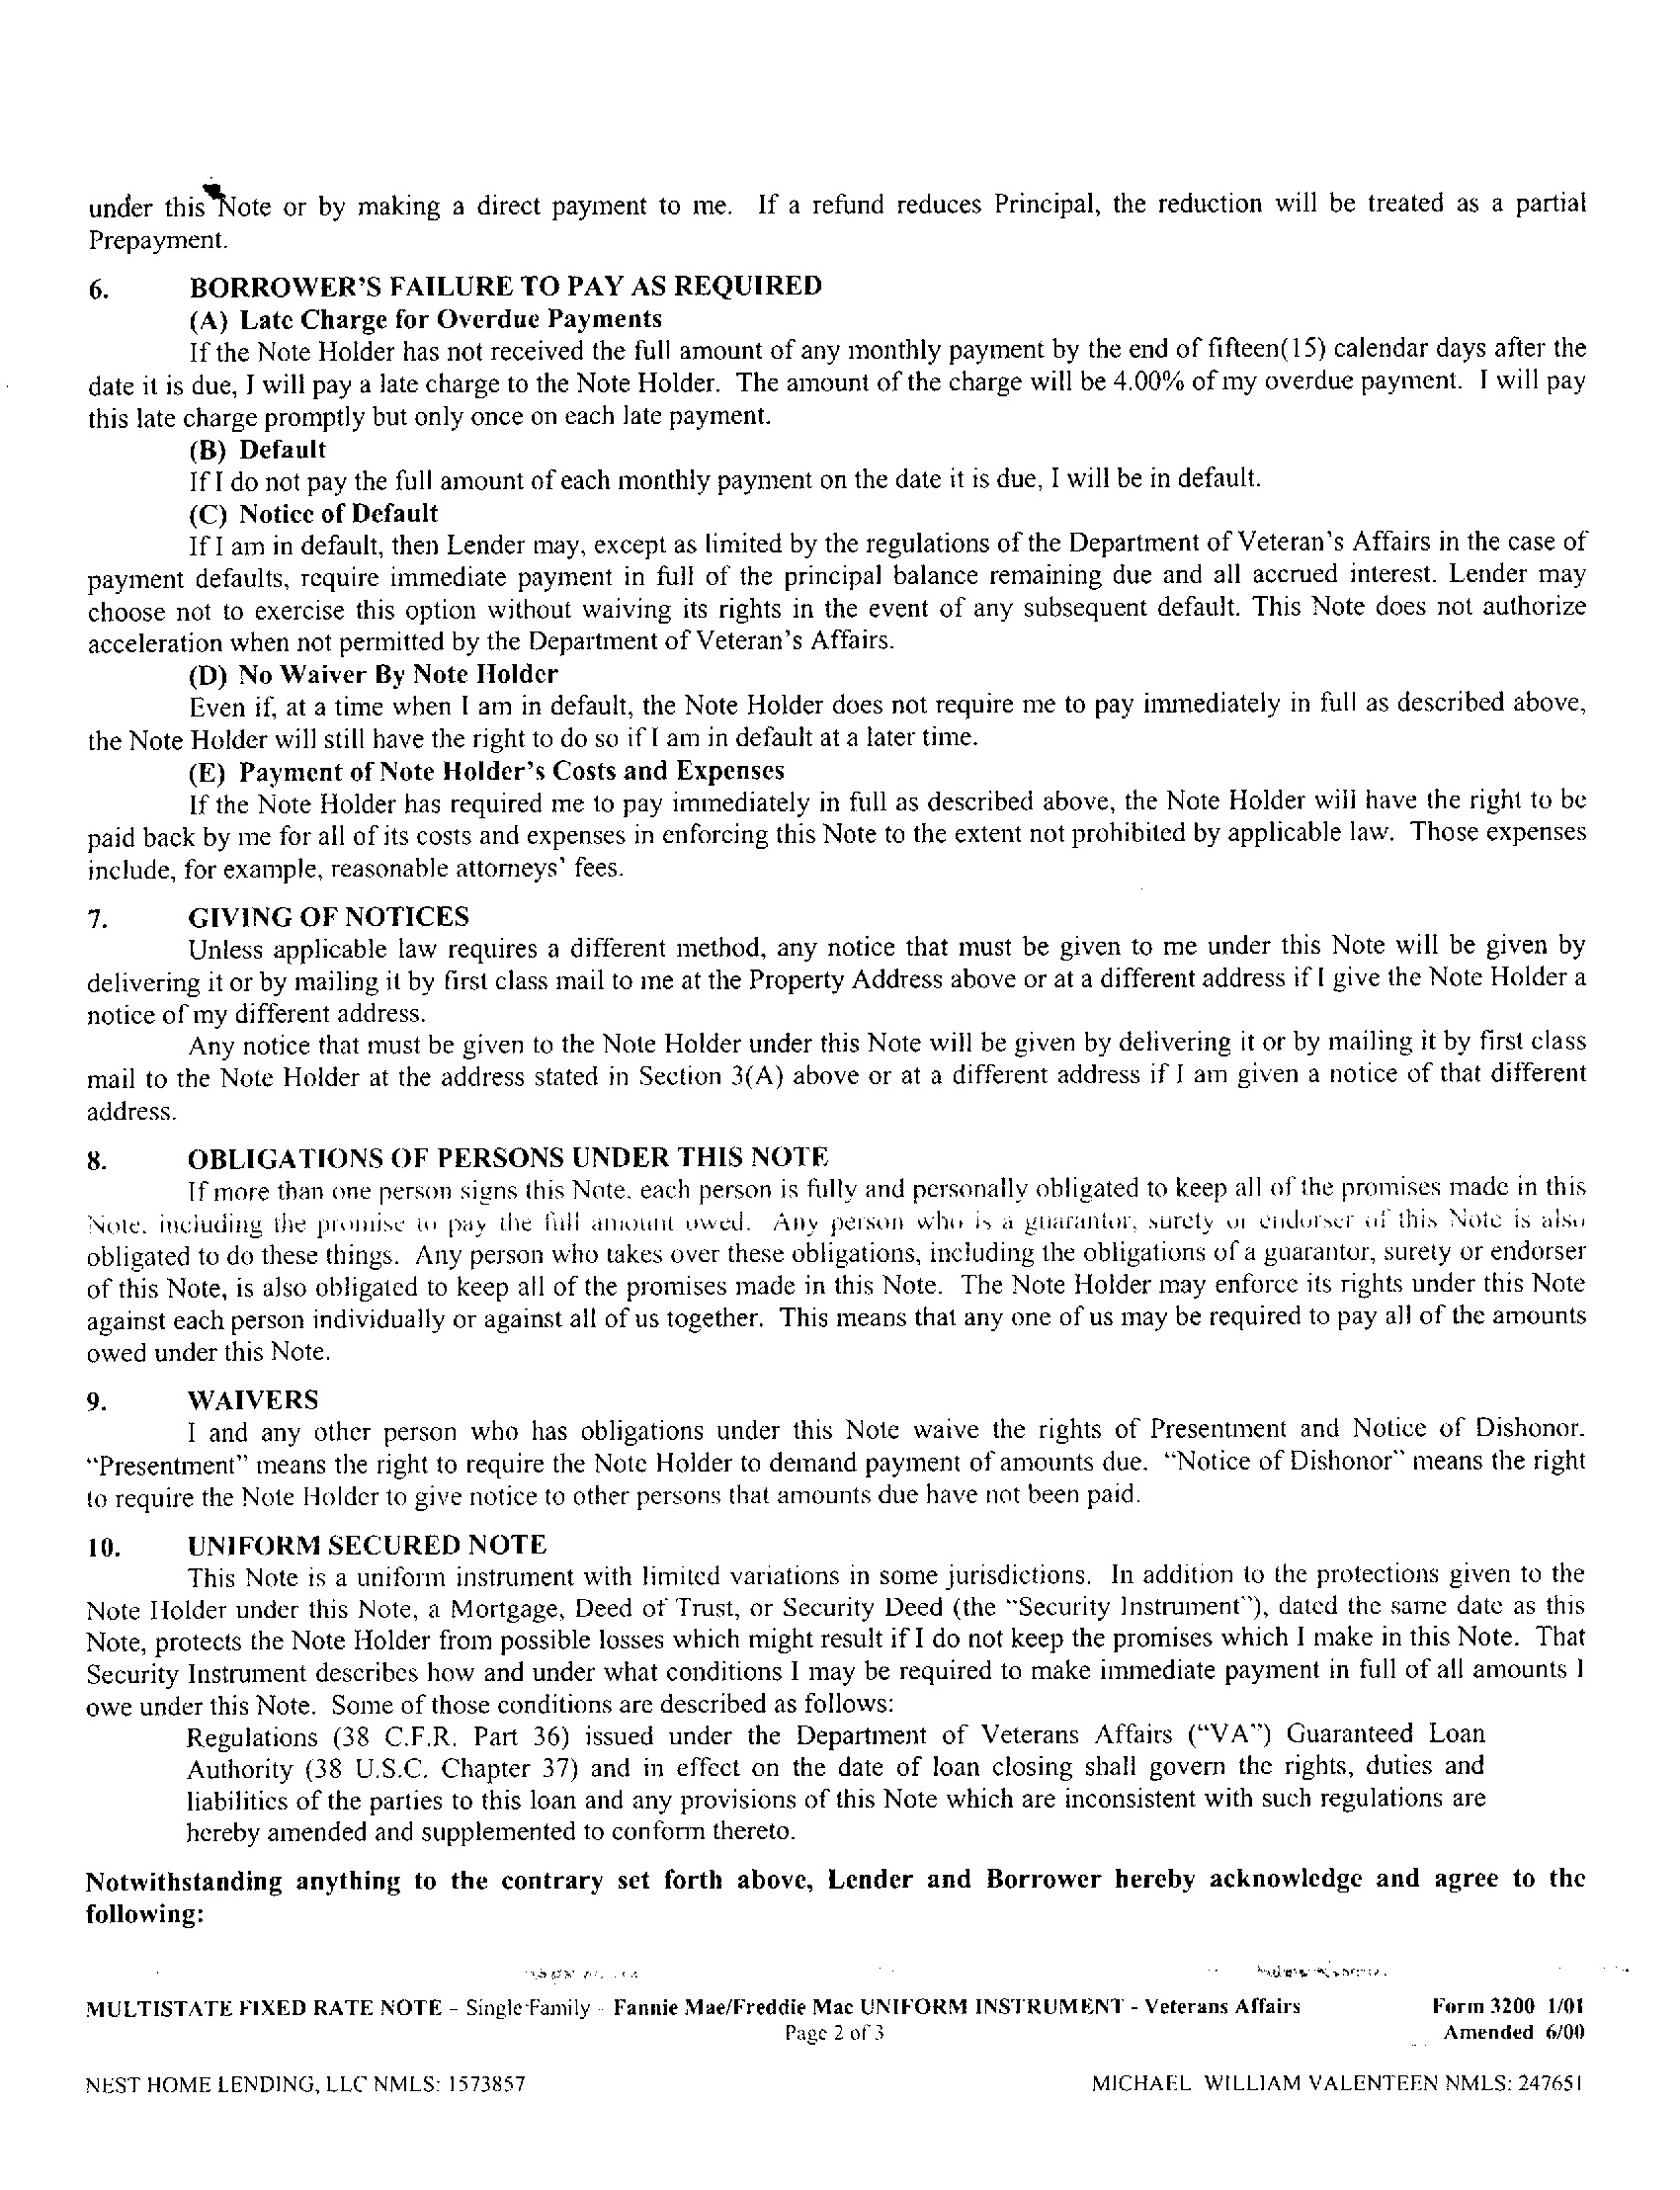 under this Note or by making a direct payment to me. If a refund reduces Principal, the reduction will be treated as a partial
Prepayment.
6. BORROWER'S FAILURE TO PAY AS REQUIRED
(A) Late Charge for Overdue Payments
If the Note Holder has not received the full amount of any monthly payment by the end of fifteen(15) calendar days after the
date it is due, I will pay a late charge to the Note Holder. The amount of the charge will be 4.00% of my overdue payment. I will pay
this late charge promptly but only once on each late payment.
(B) Default
If I do not pay the full amount of each monthly payment on the date it is due, I will be in default.
(C) Notice of Default
If I am in default, then Lender may, except as limited by the regulations of the Department of Veteran's Affairs in the case of
payment defaults, require immediate payment in full of the principal balance remaining due and all accrued interest. Lender may
choose not to exercise this option without waiving its rights in the event of any subsequent default. This Note does not authorize
acceleration when not permitted by the Department of Veteran's Affairs.
(D) No Waiver By Note Holder
Even if, at a time when I am in default, the Note Holder does not require me to pay immediately in full as described above,
the Note Holder will still have the right to do so if I am in default at a later time.
(E) Payment of Note Holder's Costs and Expenses
If the Note Holder has required me to pay immediately in full as described above, the Note Holder will have the right to be
paid back by me for all of its costs and expenses in enforcing this Note to the extent not prohibited by applicable law. Those expenses
include, for example, reasonable attorneys' fees.
7. GIVING OF NOTICES
Unless applicable law requires a different method, any notice that must be given to me under this Note will be given by
delivering it or by mailing it by first class mail to me at the Property Address above or at a different address if I give the Note Holder a
notice of my different address.
Any notice that must be given to the Note Holder under this Note will be given by delivering it or by mailing it by first class
mail to the Note Holder at the address stated in Section 3(A) above or at a different address if I am given a notice of that different
address.
8. OBLIGATIONS OF PERSONS UNDER THIS NOTE
If more than one person signs this Note, each person is fully and personally obligated to keep all of the promises made in this
Note, including the promise to pay the full amount owed. Any person who is a guarantor, surety or endorser of this Note is also
obligated to do these things. Any person who takes over these obligations, including the obligations of a guarantor, surety or endorser
of this Note, is also obligated to keep all of the promises made in this Note. The Note Holder may enforce its rights under this Note
against each person individually or against all of us together. This means that any one of us may be required to pay all of the amounts
owed under this Note.
9. WAIVERS
I and any other person who has obligations under this Note waive the rights of Presentment and Notice of Dishonor.
"Presentment" means the right to require the Note Holder to demand payment of amounts due. "Notice of Dishonor" means the right
to require the Note Holder to give notice to other persons that amounts due have not been paid.
10. UNIFORM SECURED NOTE
This Note is a uniform instrument with limited variations in some jurisdictions. In addition to the protections given to the
Note Holder under this Note, a Mortgage, Deed of Trust, or Security Deed (the "Security Instrument"), dated the same date as this
Note, protects the Note Holder from possible losses which might result if I do not keep the promises which I make in this Note. That
Security Instrument describes how and under what conditions I may be required to make immediate payment in full of all amounts I
owe under this Note. Some of those conditions are described as follows:
Regulations (38 C.F.R. Part 36) issued under the Department of Veterans Affairs ("VA") Guaranteed Loan
Authority (38 U.S.C. Chapter 37) and in effect on the date of loan closing shall govern the rights, duties and
liabilities of the parties to this loan and any provisions of this Note which are inconsistent with such regulations are
hereby amended and supplemented to conform thereto.
Notwithstanding anything to the contrary set forth above, Lender and Borrower hereby acknowledge and agree to the
following:
MULTISTATE FIXED RATE NOTE - Single-Family - Fannie Mae/Freddie Mac UNIFORM INSTRUMENT - Veterans Affairs Form 3200 1/01
Page 2 of 3 Amended 6/00
NEST HOME LENDING, LLC NMLS: 1573857 MICHAEL WILLIAM VALENTEEN NMLS: 247651